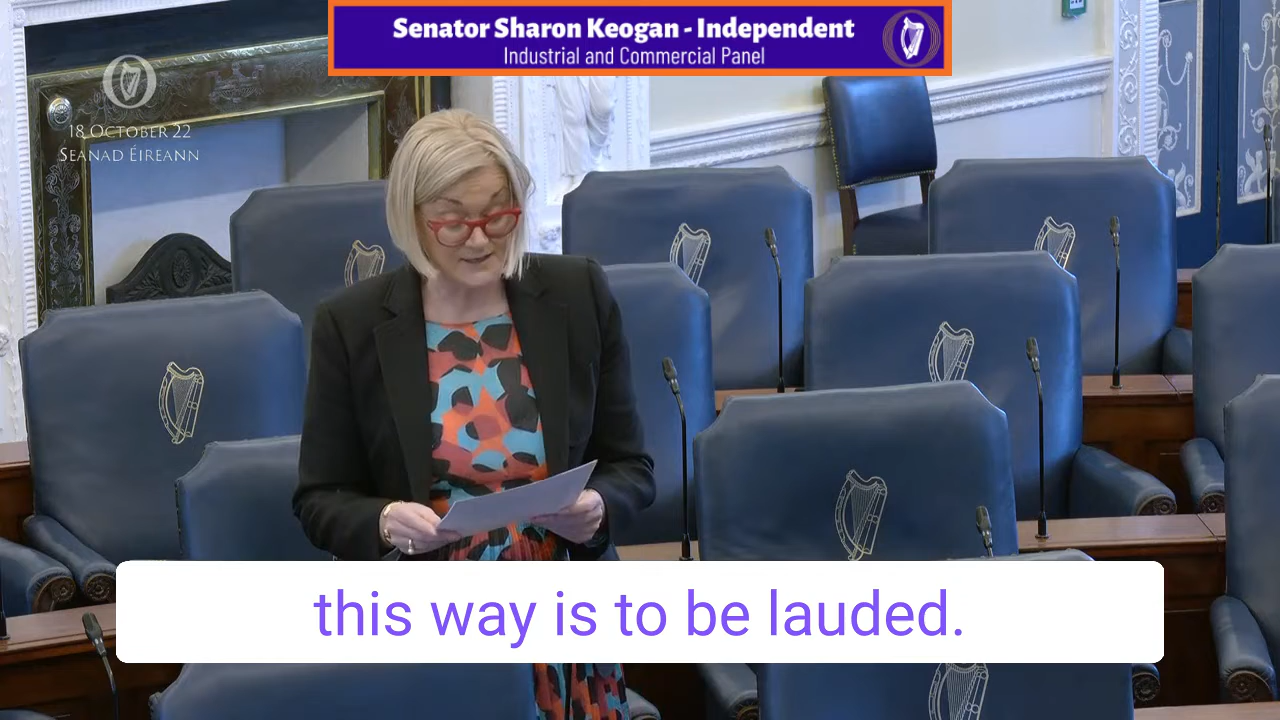 Senator Sharon Keogan - Independent
Industrial and Commercial Panel
18 October 22
Seanad Éireann
this way is to be lauded.